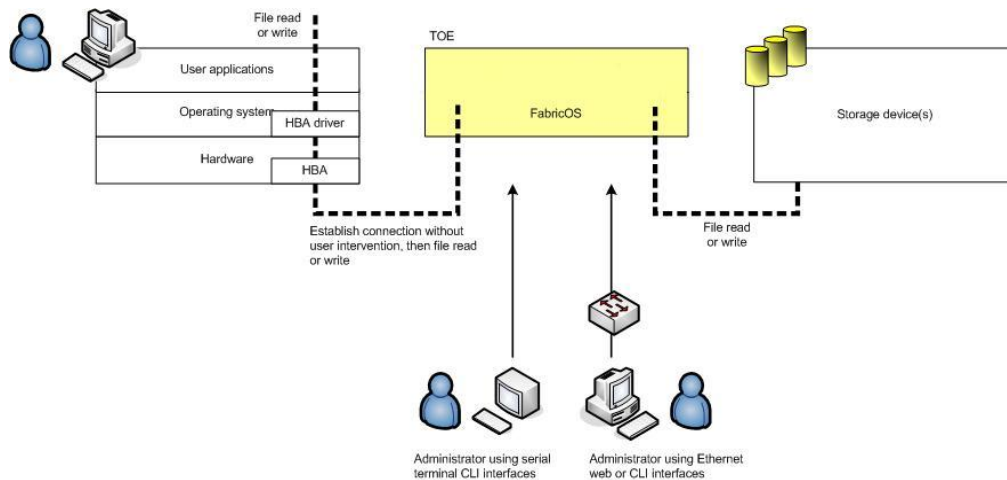 File read
or write
TOE
User applications
Operating system
HBA driver
FabricOS
Storage device(s)
Hardware
HBA
Establish connection without
user intervention, then file read
or write
File read
or write
Administrator using serial
terminal CLI interfaces
Administrator using Ethernet
web or CLI interfaces